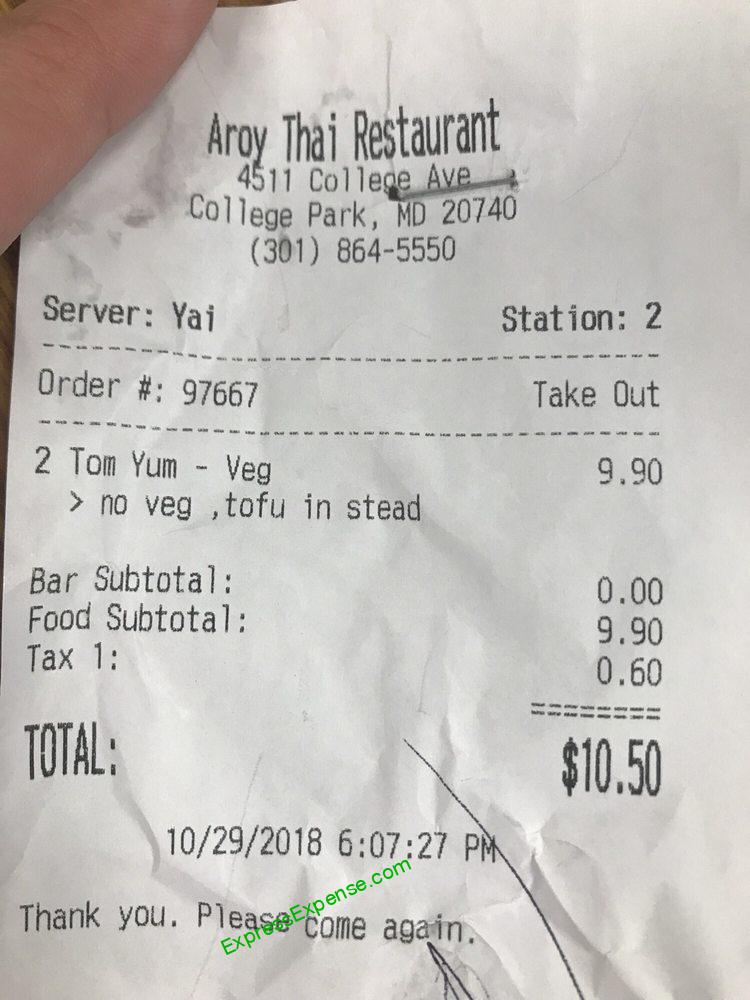 Aroy Thai Restaurant
4511 College Ave
College Park, MD 20740
(301) 864-5550
Server: Yai Station: 2
Order #: 97667 Take Out
2 Tom Yum - Veg 9.90
> no veg ,tofu in stead
Bar Subtotal: 0.00
Food Subtotal: 9.90
Tax 1: 0.60
========
TOTAL: $10.50
10/29/2018 6:07:27 PM
ExpressExpense.com
Thank you. Please come again.